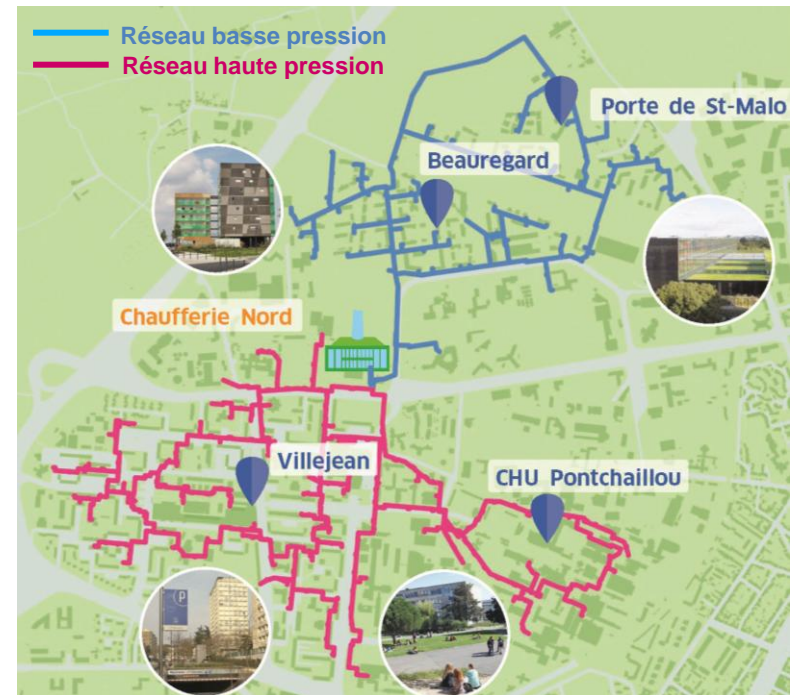 Réseau basse pression
Réseau haute pression
Porte de St-Malo
Beauregard
Chaufferie Nord
Villejean
CHU Pontchaillou
P